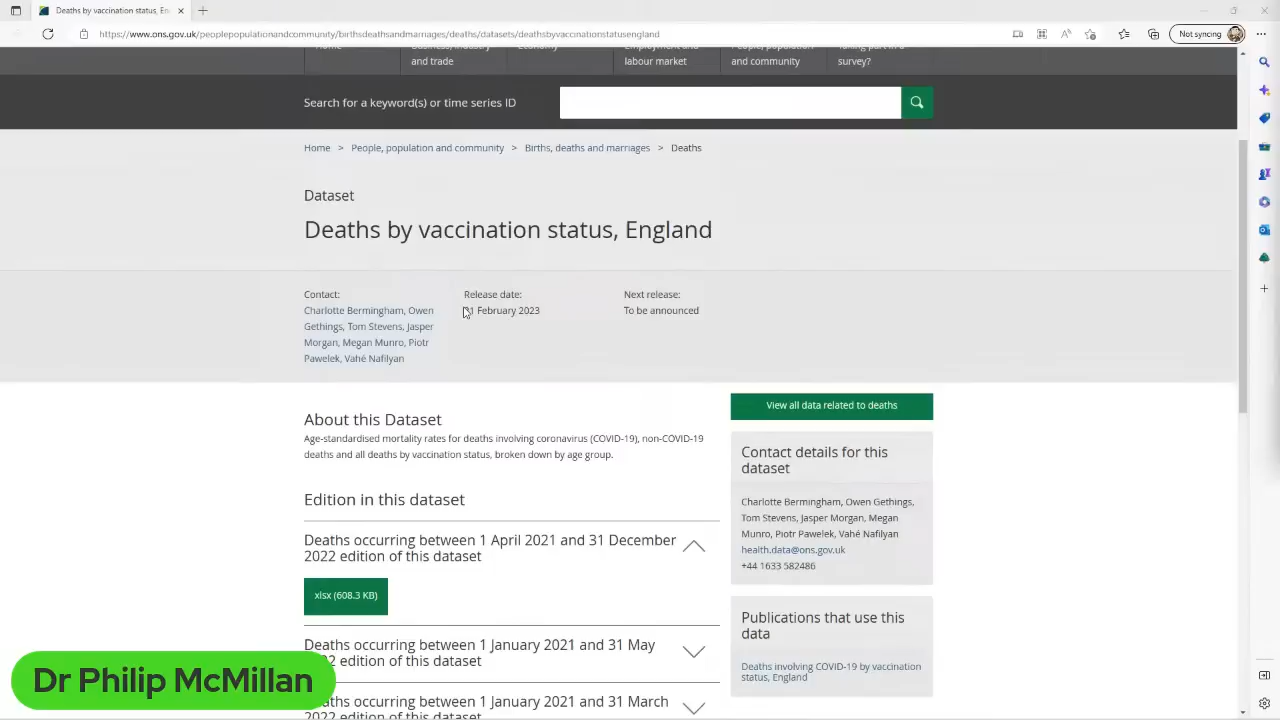 Deaths by vaccination status, En
https://www.ons.gov.uk/peoplepopulationandcommunity/birthsdeathsandmarriages/deaths/datasets/deathsbyvaccinationstatusengland
Not syncing
Home
Business, industry and trade
Economy
Employment and labour market
People, population and community
Taking part in a survey?
Search for a keyword(s) or time series ID
Home > People, population and community > Births, deaths and marriages > Deaths
Dataset
Deaths by vaccination status, England
Contact:
Charlotte Bermingham, Owen
Gethings, Tom Stevens, Jasper
Morgan, Megan Munro, Piotr
Pawelek, Vahé Nafilyan
Release date:
21 February 2023
Next release:
To be announced
About this Dataset
Age-standardised mortality rates for deaths involving coronavirus (COVID-19), non-COVID-19
deaths and all deaths by vaccination status, broken down by age group.
Edition in this dataset
Deaths occurring between 1 April 2021 and 31 December
2022 edition of this dataset
xlsx (608.3 KB)
Deaths occurring between 1 January 2021 and 31 May
2022 edition of this dataset
Deaths occurring between 1 January 2021 and 31 March
2022 edition of this dataset
View all data related to deaths
Contact details for this
dataset
Charlotte Bermingham, Owen Gethings,
Tom Stevens, Jasper Morgan, Megan
Munro, Piotr Pawelek, Vahé Nafilyan
health.data@ons.gov.uk
+44 1633 582486
Publications that use this
data
Deaths involving COVID-19 by vaccination
status, England
Dr Philip McMillan